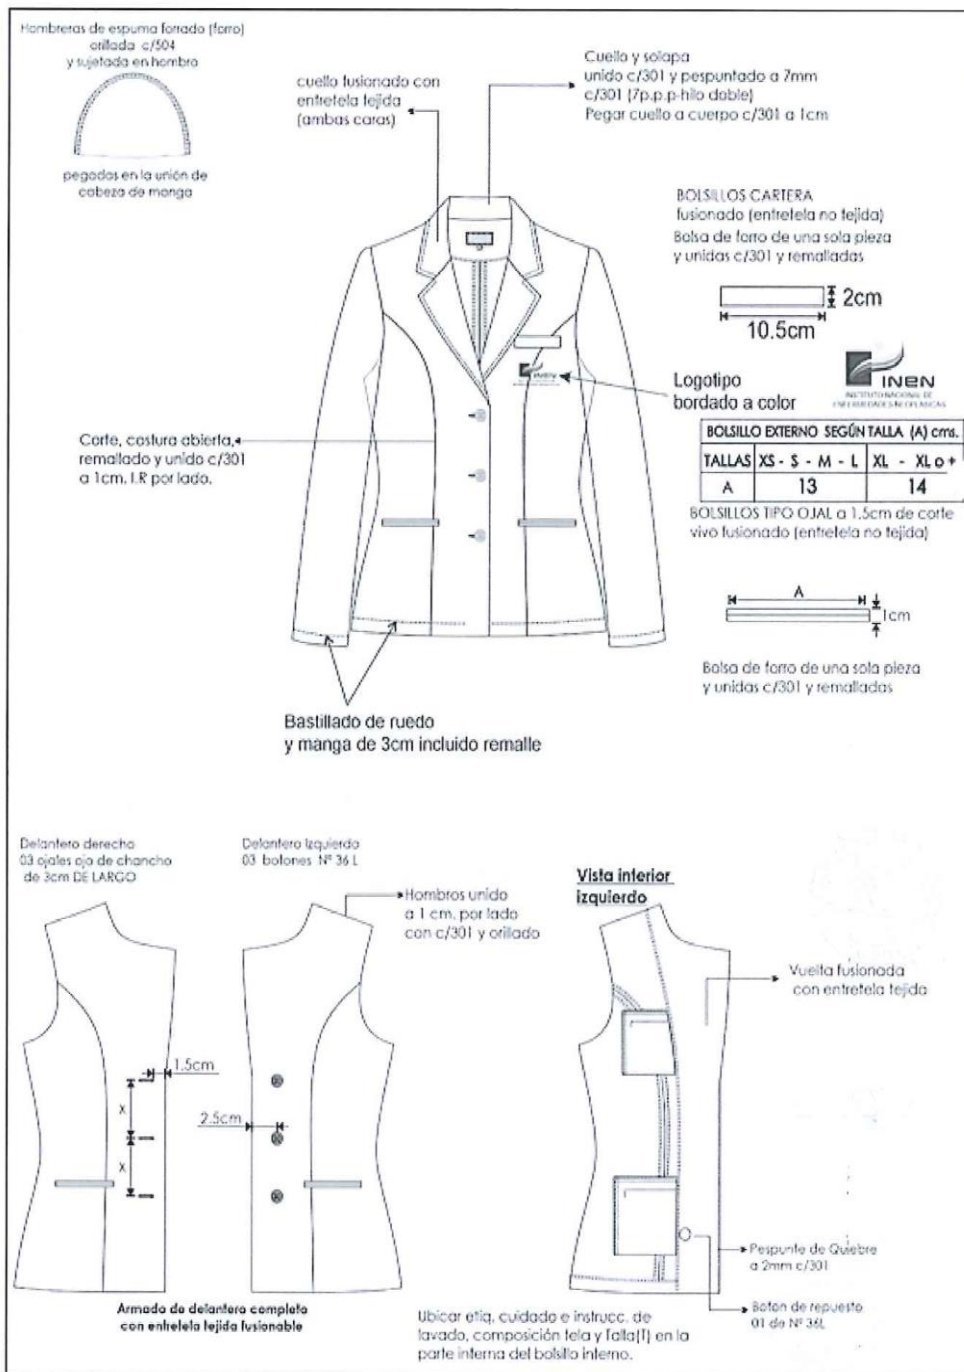 Hombreras de espuma forrado (forro)
orillada c/504
y sujetada en hombro
pegadas en la unión de
cabeza de manga
cuello fusionado con
entretela tejida
(ambas caras)
Cuello y solapa
unido c/301 y pespuntado a 7mm
c/301 (7p.p.p-hilo doble)
Pegar cuello a cuerpo c/301 a 1cm
BOLSILLOS CARTERA
fusionado (entretela no tejida)
Bolsa de forro de una sola pieza
y unidas c/301 y remalladas
2cm
10.5cm
INEN
Logotipo
bordado a color
INEN
INSTITUTO NACIONAL DE
ENFERMEDADES NEOPLASICAS
Corte, costura abierta,
remallado y unido c/301
a 1cm. I.R por lado.
BOLSILLO EXTERNO SEGÚN TALLA (A) cms.
TALLAS XS - S - M - L XL - XL o +
A 13 14
BOLSILLOS TIPO OJAL a 1.5cm de corte
vivo fusionado (entretela no tejida)
A
1cm
Bolsa de forro de una sola pieza
y unidas c/301 y remalladas
Bastillado de ruedo
y manga de 3cm incluido remalle
Delantero derecho
03 ojales ojo de chancho
de 3cm DE LARGO
Delantero Izquierdo
03 botones Nº 36 L
Hombros unido
a 1 cm. por lado
con c/301 y orillado
Vista interior
izquierdo
Vuelta fusionada
con entretela tejida
1.5cm
X
2.5cm
X
Pespunte de Quiebre
a 2mm c/301
Boton de repuesto
01 de Nº 36L
Armado de delantero completo
con entretela tejida fusionable
Ubicar etiq. cuidado e instrucc. de
lavado, composición tela y Talla(T) en la
parte interna del bolsillo interno.